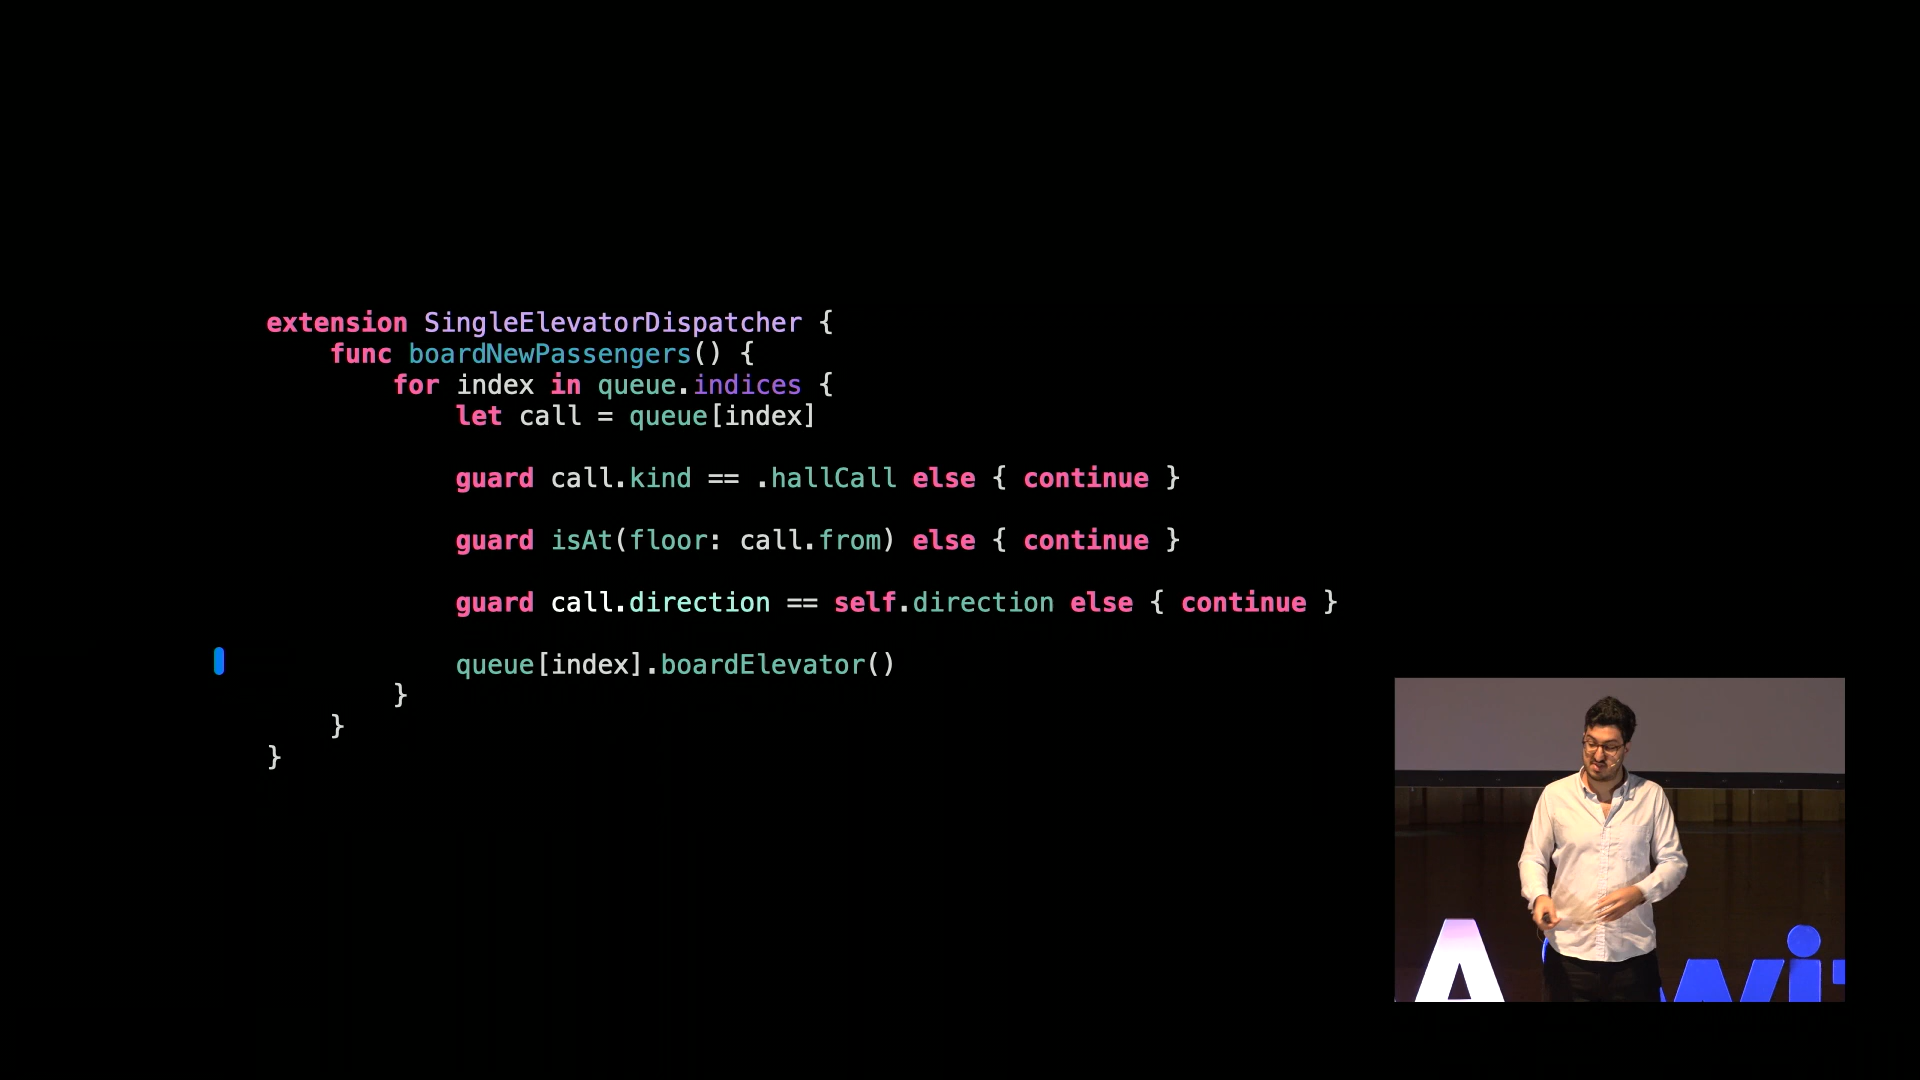 extension SingleElevatorDispatcher {
func boardNewPassengers() {
for index in queue.indices {
let call = queue[index]
guard call.kind == .hallCall else { continue }
guard isAt(floor: call.from) else { continue }
guard call.direction == self.direction else { continue }
queue[index].boardElevator()
}
}
}
A wi